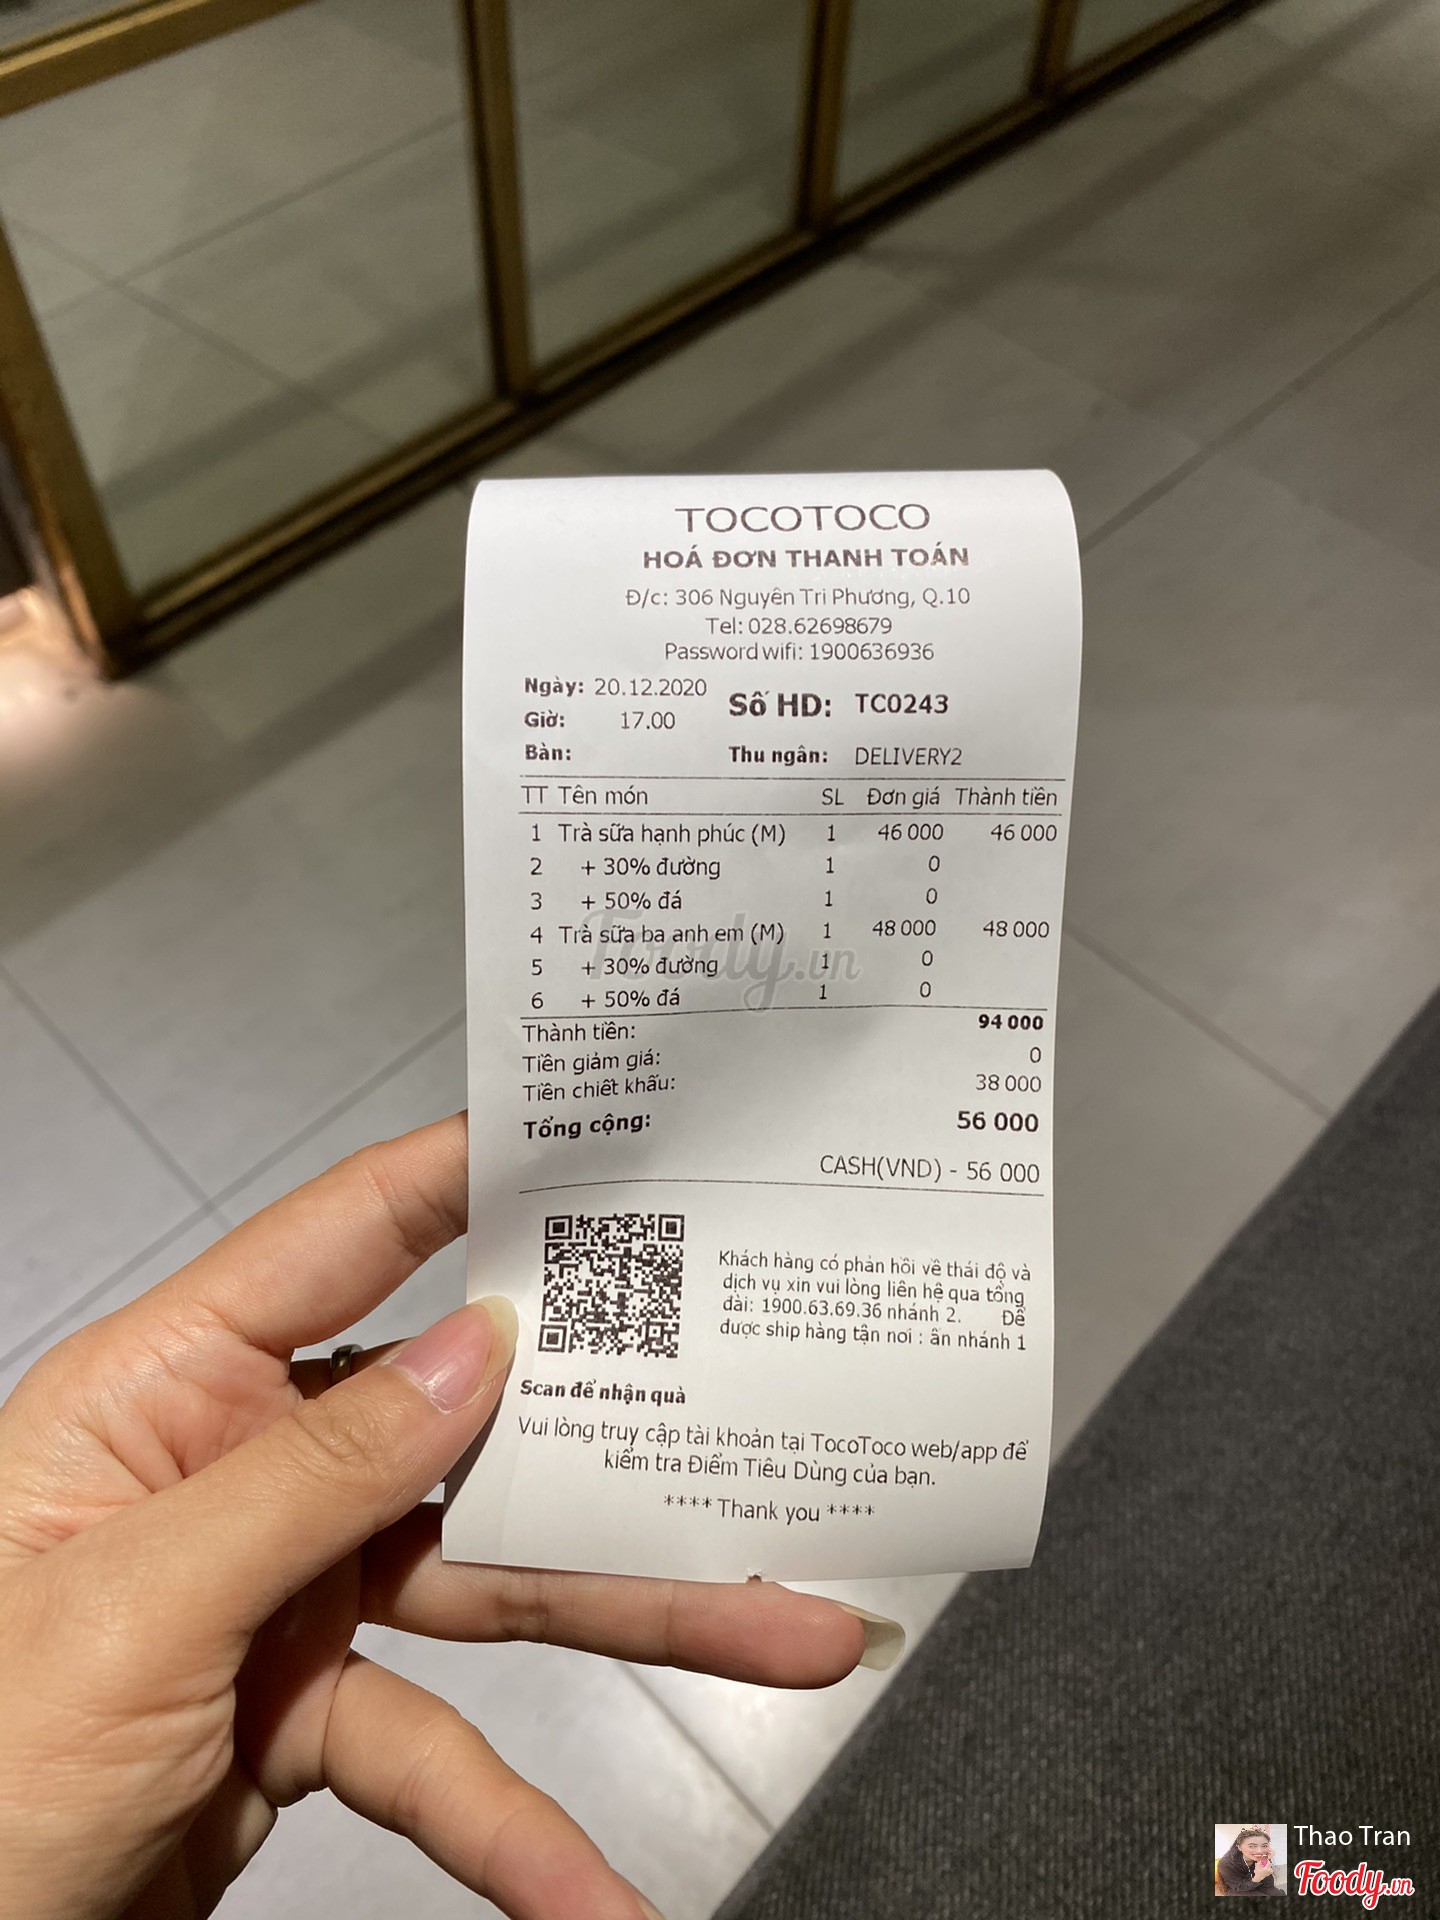 TOCOTOCO
HOÁ ĐƠN THANH TOÁN
Đ/c: 306 Nguyên Tri Phương, Q.10
Tel: 028.62698679
Password wifi: 1900636936
Ngày: 20.12.2020
Số HD: TC0243
Giờ: 17.00
Bàn: Thu ngân: DELIVERY2
TT Tên món SL Đơn giá Thành tiền
1 Trà sữa hạnh phúc (M) 1 46 000 46 000
2 + 30% đường 1 0
3 + 50% đá 1 0
4 Trà sữa ba anh em (M) 1 48 000 48 000
5 + 30% đường 1 0
6 + 50% đá 1 0
Thành tiền: 94 000
Tiền giảm giá: 0
Tiền chiết khấu: 38 000
Tổng cộng: 56 000
CASH(VND) - 56 000
Khách hàng có phản hồi về thái độ và
dịch vụ xin vui lòng liên hệ qua tổng
đài: 1900.63.69.36 nhánh 2. Để
được ship hàng tận nơi : ấn nhánh 1
Scan để nhận quà
Vui lòng truy cập tài khoản tại TocoToco web/app để
kiểm tra Điểm Tiêu Dùng của bạn.
**** Thank you ****
Foody.vn
Thao Tran
Foody.vn